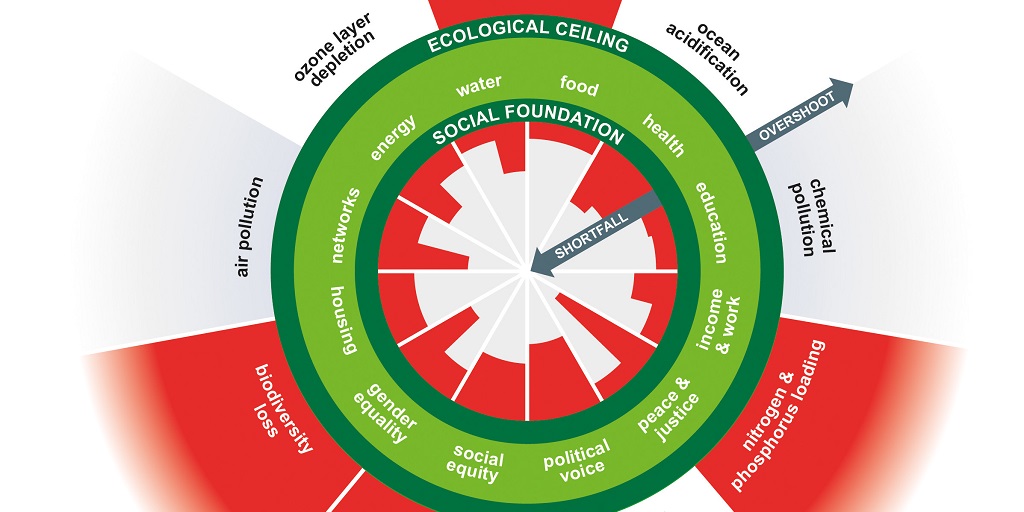 ECOLOGICAL CEILING
ozone layer
depletion
ocean
acidification
water
food
SOCIAL FOUNDATION
energy
health
OVERSHOOT
networks
education
SHORTFALL
air pollution
chemical
pollution
housing
income
& work
biodiversity
loss
gender
equality
peace &
justice
nitrogen &
phosphorus loading
social
equity
political
voice